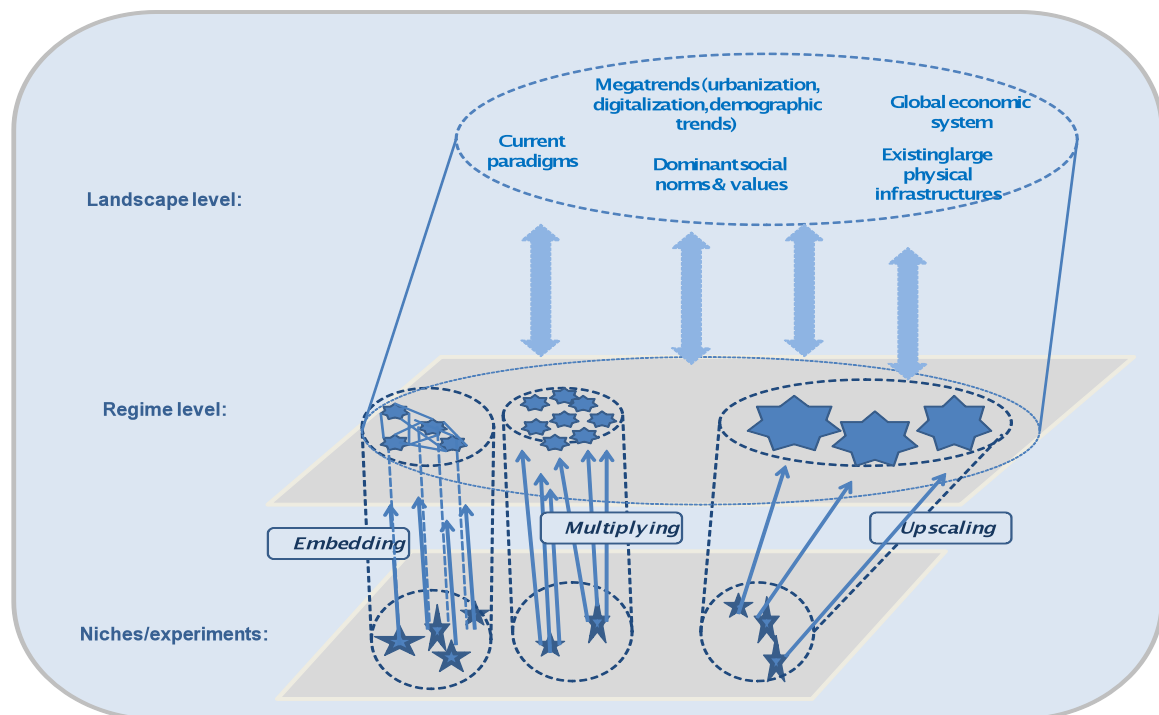 Megatrends (urbanization,
digitalization, demographic
trends)
Global economic
system
Current
paradigms
Dominant social
norms & values
Existing large
physical
infrastructures
Landscape level:
Regime level:
Embedding
Multiplying
Upscaling
Niches/experiments: